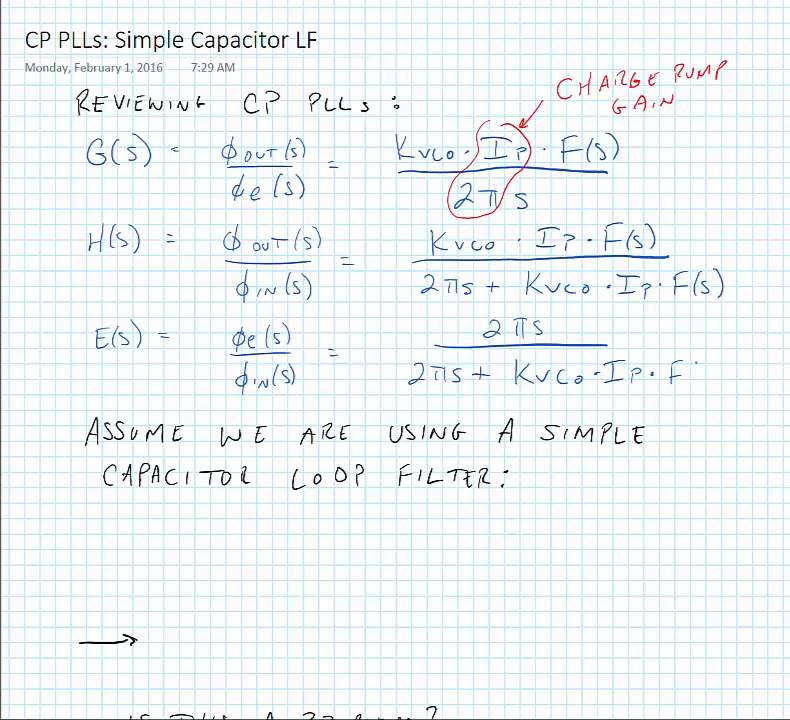 CP PLLs: Simple Capacitor LF
Monday, February 1, 2016 7:29 AM
REVIEWING CP PLLs:
CHARGE PUMP
GAIN
G(s) = ϕOUT(s) / ϕe(s) = KVCO · IP · F(s) / 2π s
H(s) = ϕOUT(s) / ϕIN(s) = KVCO · IP · F(s) / 2πs + KVCO · IP · F(s)
E(s) = ϕe(s) / ϕIN(s) = 2πs / 2πs + KVCO · IP · F
ASSUME WE ARE USING A SIMPLE
CAPACITOR LOOP FILTER: